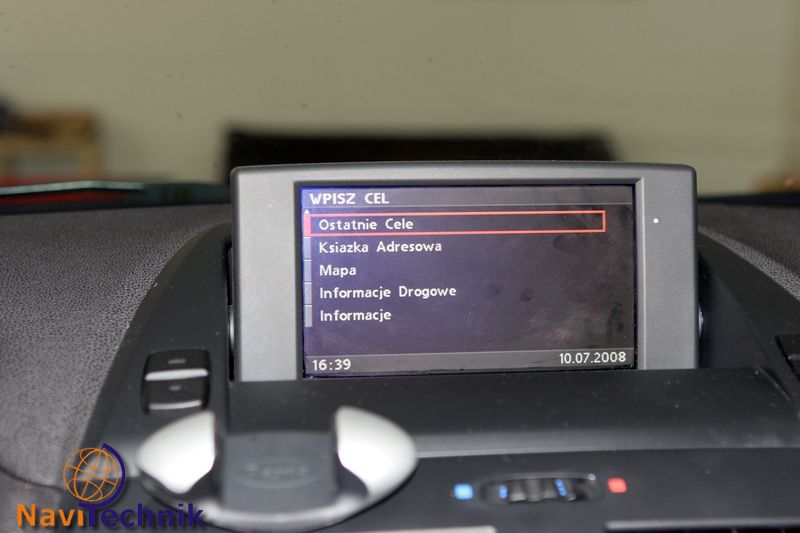 WPISZ CEL
Ostatnie Cele
Ksiazka Adresowa
Mapa
Informacje Drogowe
Informacje
16:39 10.07.2008
NaviTechnik